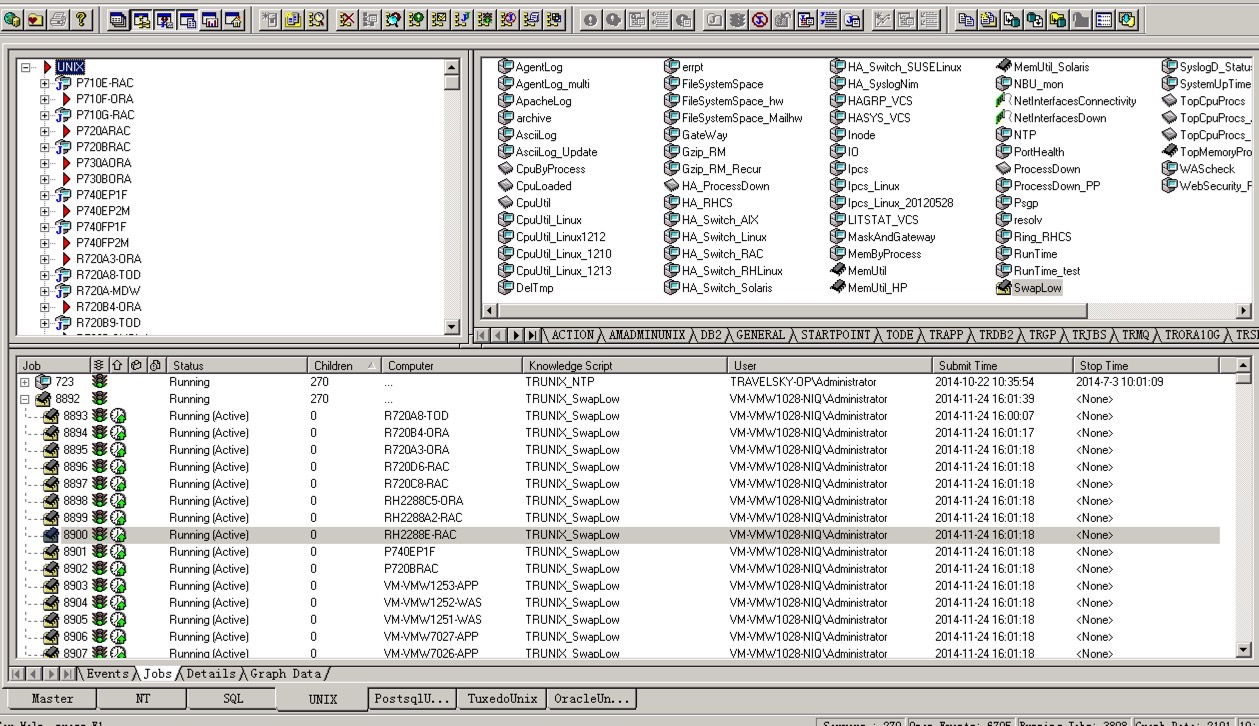 UNIX
P710E-RAC
P710F-ORA
P710G-RAC
P720ARAC
P720BRAC
P730AORA
P730BORA
P740EP1F
P740EP2M
P740FP1F
P740FP2M
R720A3-ORA
R720A8-TOD
R720A-MDW
R720B4-ORA
R720B9-TOD
AgentLog errpt HA_Switch_SUSELinux MemUtil_Solaris SyslogD_Statu
AgentLog_multi FileSystemSpace HA_SyslogNim NBU_mon SystemUpTime
ApacheLog FileSystemSpace_hw HAGRP_VCS NetInterfacesConnectivity TopCpuProcs
archive FileSystemSpace_Mailhw HASYS_VCS NetInterfacesDown TopCpuProcs_
AsciiLog GateWay Inode NTP TopCpuProcs_
AsciiLog_Update Gzip_RM IO PortHealth TopMemoryPro
CpuByProcess Gzip_RM_Recur Ipcs ProcessDown WAScheck
CpuLoaded HA_ProcessDown Ipcs_Linux ProcessDown_PP WebSecurity_F
CpuUtil HA_RHCS Ipcs_Linux_20120528 Psgp
CpuUtil_Linux HA_Switch_AIX LITSTAT_VCS resolv
CpuUtil_Linux1212 HA_Switch_Linux MaskAndGateway Ring_RHCS
CpuUtil_Linux_1210 HA_Switch_RAC MemByProcess RunTime
CpuUtil_Linux_1213 HA_Switch_RHLinux MemUtil RunTime_test
DelTmp HA_Switch_Solaris MemUtil_HP SwapLow
ACTION AMADMINUNIX DB2 GENERAL STARTPOINT TODE TRAPP TRDB2 TRGP TRJBS TRMQ TRORA10G TRSM
Job Status Children Computer Knowledge Script User Submit Time Stop Time
723 Running 270 ... TRUNIX_NTP TRAVELSKY-OP\Administrator 2014-10-22 10:35:54 2014-7-3 10:01:09
8892 Running 270 ... TRUNIX_SwapLow VM-VMW1028-NIQ\Administrator 2014-11-24 16:01:39 <None>
8893 Running (Active) 0 R720A8-TOD TRUNIX_SwapLow VM-VMW1028-NIQ\Administrator 2014-11-24 16:00:07 <None>
8894 Running (Active) 0 R720B4-ORA TRUNIX_SwapLow VM-VMW1028-NIQ\Administrator 2014-11-24 16:01:17 <None>
8895 Running (Active) 0 R720A3-ORA TRUNIX_SwapLow VM-VMW1028-NIQ\Administrator 2014-11-24 16:01:18 <None>
8896 Running (Active) 0 R720D6-RAC TRUNIX_SwapLow VM-VMW1028-NIQ\Administrator 2014-11-24 16:01:18 <None>
8897 Running (Active) 0 R720C8-RAC TRUNIX_SwapLow VM-VMW1028-NIQ\Administrator 2014-11-24 16:01:18 <None>
8898 Running (Active) 0 RH2288C5-ORA TRUNIX_SwapLow VM-VMW1028-NIQ\Administrator 2014-11-24 16:01:18 <None>
8899 Running (Active) 0 RH2288A2-RAC TRUNIX_SwapLow VM-VMW1028-NIQ\Administrator 2014-11-24 16:01:18 <None>
8900 Running (Active) 0 RH2288E-RAC TRUNIX_SwapLow VM-VMW1028-NIQ\Administrator 2014-11-24 16:01:18 <None>
8901 Running (Active) 0 P740EP1F TRUNIX_SwapLow VM-VMW1028-NIQ\Administrator 2014-11-24 16:01:18 <None>
8902 Running (Active) 0 P720BRAC TRUNIX_SwapLow VM-VMW1028-NIQ\Administrator 2014-11-24 16:01:18 <None>
8903 Running (Active) 0 VM-VMW1253-APP TRUNIX_SwapLow VM-VMW1028-NIQ\Administrator 2014-11-24 16:01:18 <None>
8904 Running (Active) 0 VM-VMW1252-WAS TRUNIX_SwapLow VM-VMW1028-NIQ\Administrator 2014-11-24 16:01:18 <None>
8905 Running (Active) 0 VM-VMW1251-WAS TRUNIX_SwapLow VM-VMW1028-NIQ\Administrator 2014-11-24 16:01:18 <None>
8906 Running (Active) 0 VM-VMW7027-APP TRUNIX_SwapLow VM-VMW1028-NIQ\Administrator 2014-11-24 16:01:18 <None>
8907 Running (Active) 0 VM-VMW7026-APP TRUNIX_SwapLow VM-VMW1028-NIQ\Administrator 2014-11-24 16:01:18 <None>
Events Jobs Details Graph Data
Master NT SQL UNIX PostsqlU... TuxedoUnix OracleUn...